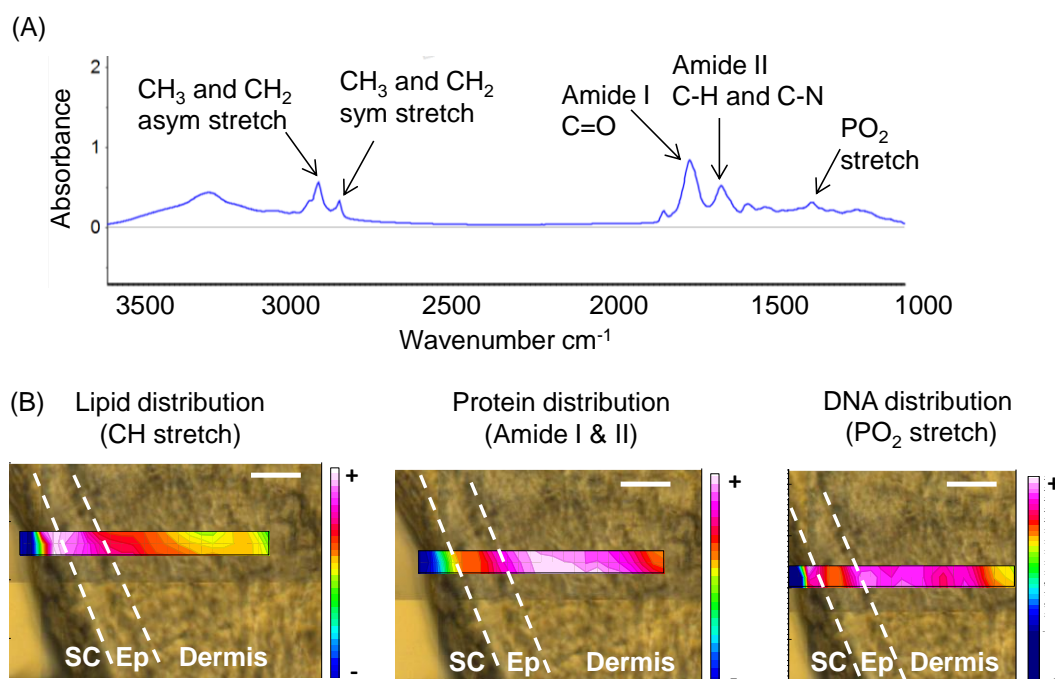 (A)
2
1
0
Absorbance
CH₃ and CH₂
asym stretch
CH₃ and CH₂
sym stretch
Amide I
C=O
Amide II
C-H and C-N
PO₂
stretch
3500 3000 2500 2000 1500 1000
Wavenumber cm⁻¹
(B)
Lipid distribution
(CH stretch)
Protein distribution
(Amide I & II)
DNA distribution
(PO₂ stretch)
+
-
SC Ep Dermis
+
-
SC Ep Dermis
+
-
SC Ep Dermis